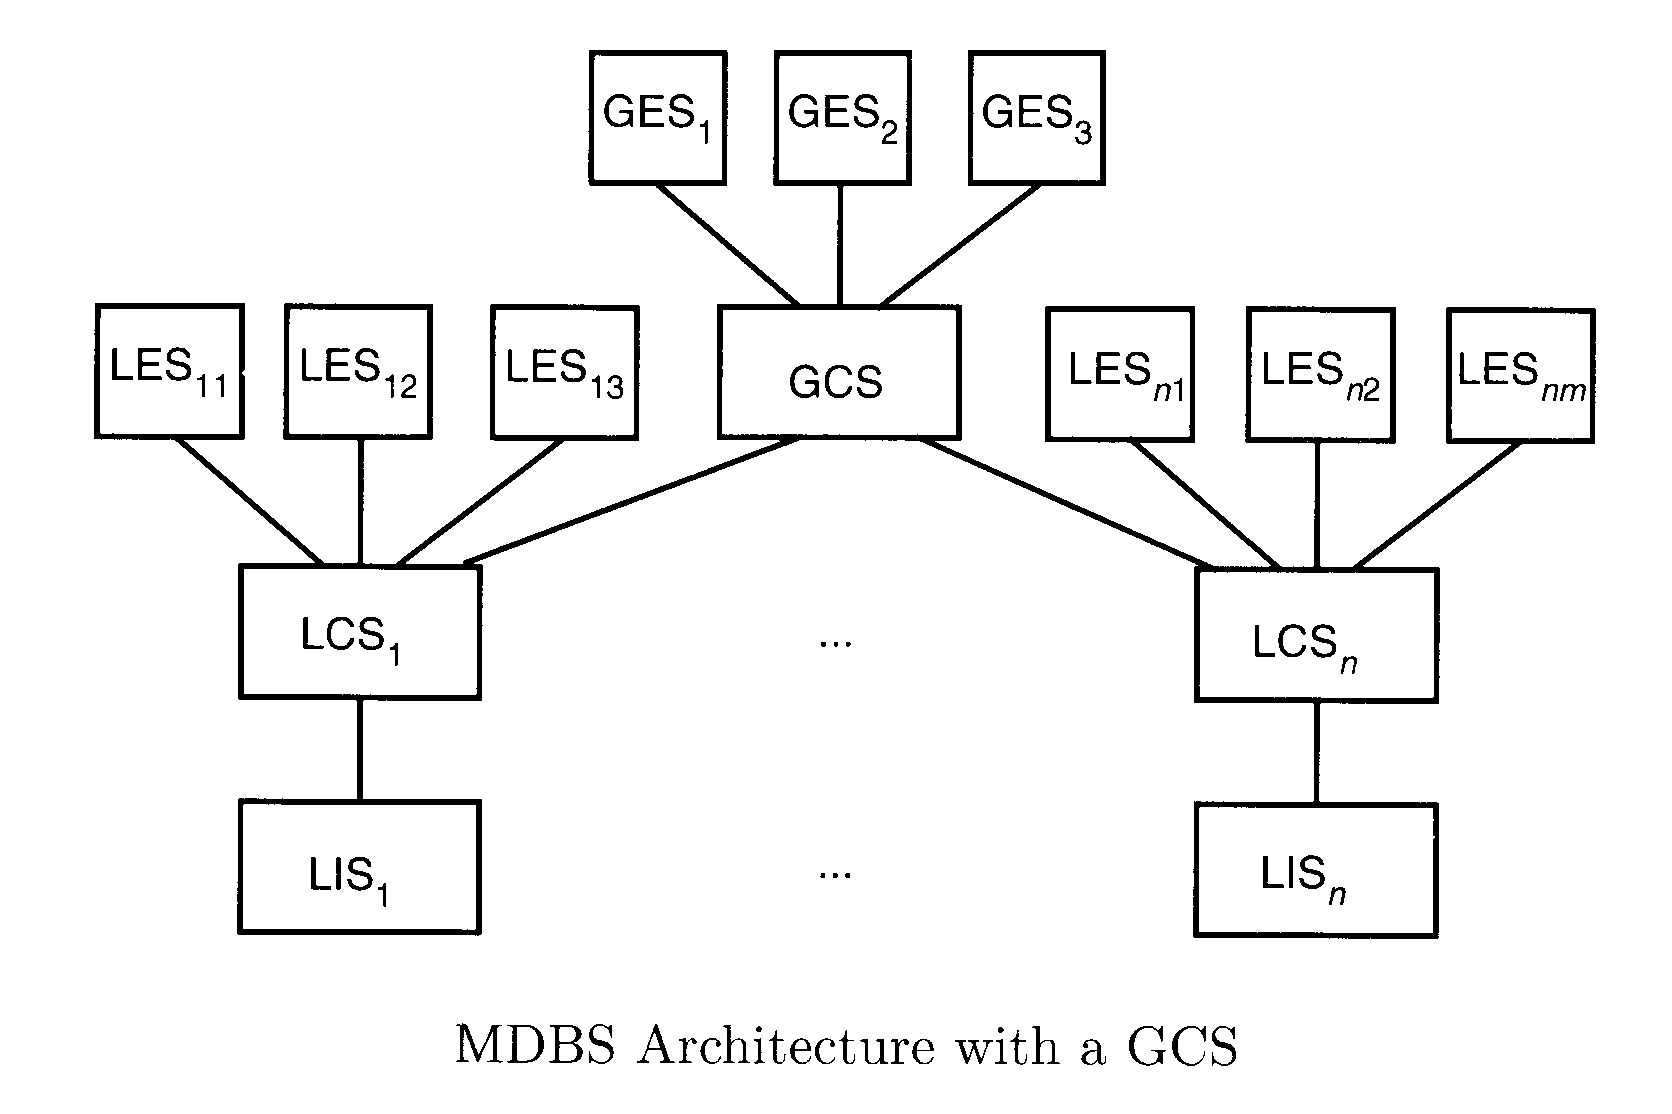 GES1 GES2 GES3
LES11 LES12 LES13 GCS LESn1 LESn2 LESnm
LCS1 ... LCSn
LIS1 ... LISn
MDBS Architecture with a GCS